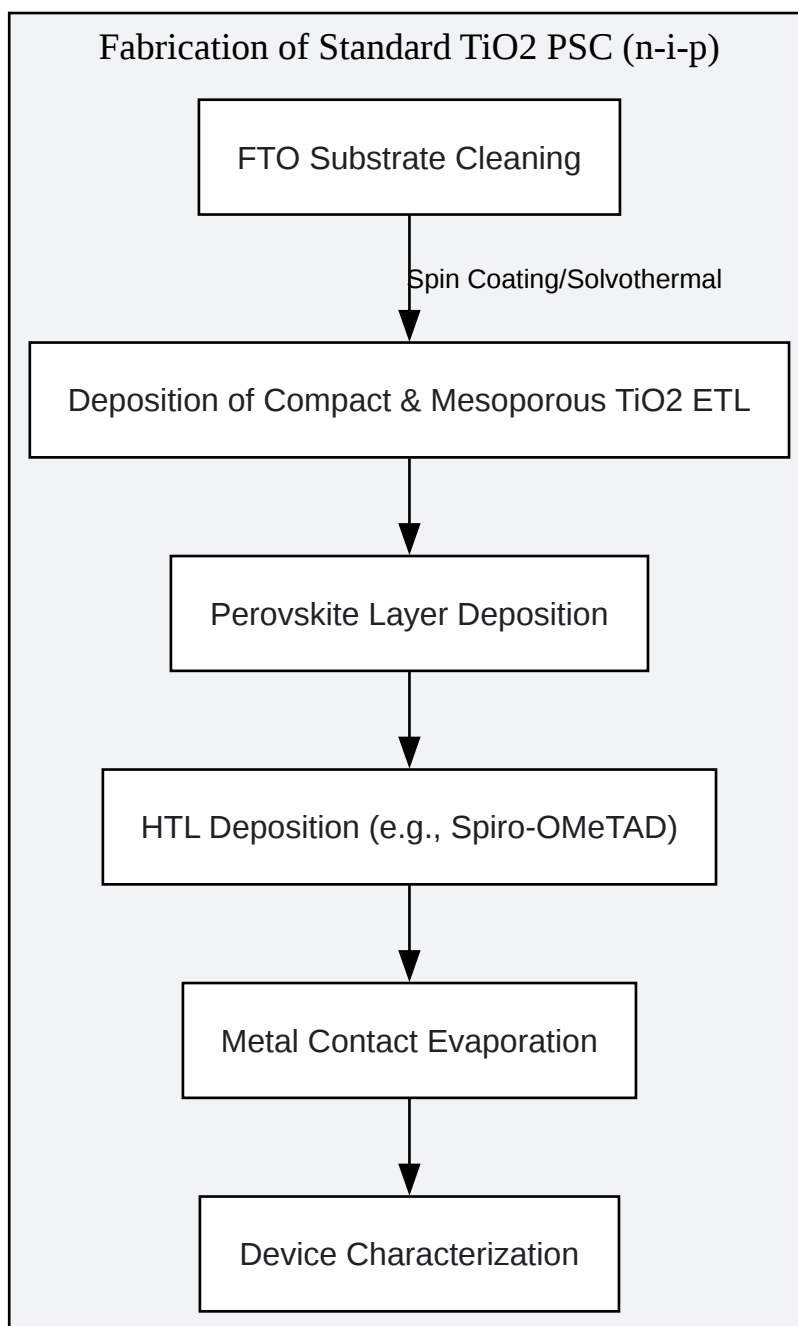 Fabrication of Standard TiO2 PSC (n-i-p)
FTO Substrate Cleaning
Spin Coating/Solvothermal
Deposition of Compact & Mesoporous TiO2 ETL
Perovskite Layer Deposition
HTL Deposition (e.g., Spiro-OMeTAD)
Metal Contact Evaporation
Device Characterization